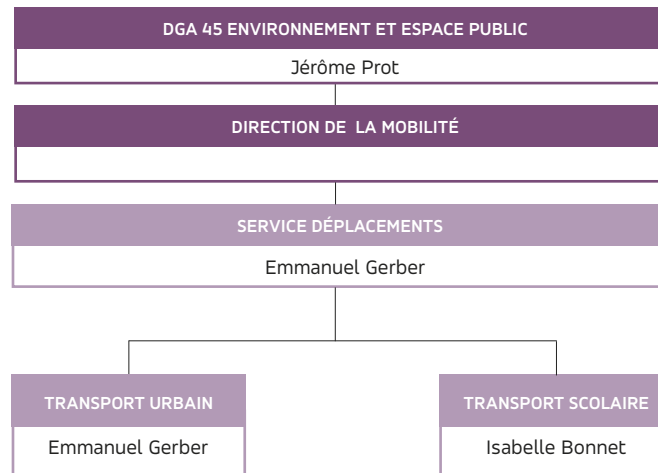 DGA 45 ENVIRONNEMENT ET ESPACE PUBLIC
Jérôme Prot
DIRECTION DE LA MOBILITÉ
SERVICE DÉPLACEMENTS
Emmanuel Gerber
TRANSPORT URBAIN
Emmanuel Gerber
TRANSPORT SCOLAIRE
Isabelle Bonnet